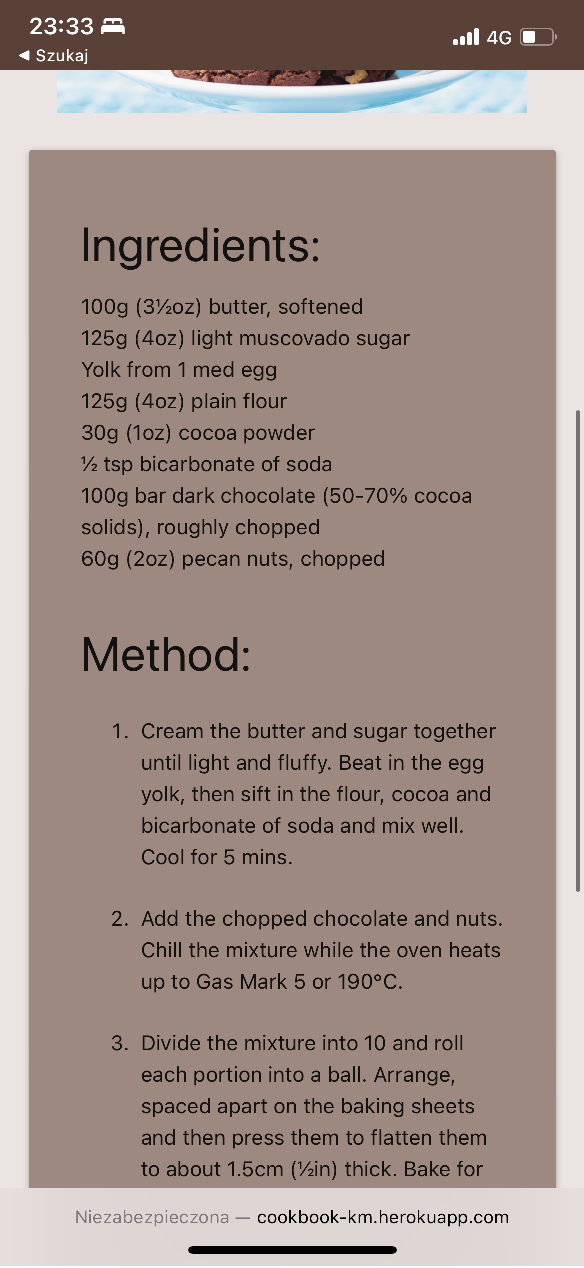 23:33
4G
◀ Szukaj
Ingredients:
100g (3½oz) butter, softened
125g (4oz) light muscovado sugar
Yolk from 1 med egg
125g (4oz) plain flour
30g (1oz) cocoa powder
½ tsp bicarbonate of soda
100g bar dark chocolate (50-70% cocoa
solids), roughly chopped
60g (2oz) pecan nuts, chopped
Method:
1. Cream the butter and sugar together
until light and fluffy. Beat in the egg
yolk, then sift in the flour, cocoa and
bicarbonate of soda and mix well.
Cool for 5 mins.
2. Add the chopped chocolate and nuts.
Chill the mixture while the oven heats
up to Gas Mark 5 or 190°C.
3. Divide the mixture into 10 and roll
each portion into a ball. Arrange,
spaced apart on the baking sheets
and then press them to flatten them
to about 1.5cm (½in) thick. Bake for
Niezabezpieczona — cookbook-km.herokuapp.com